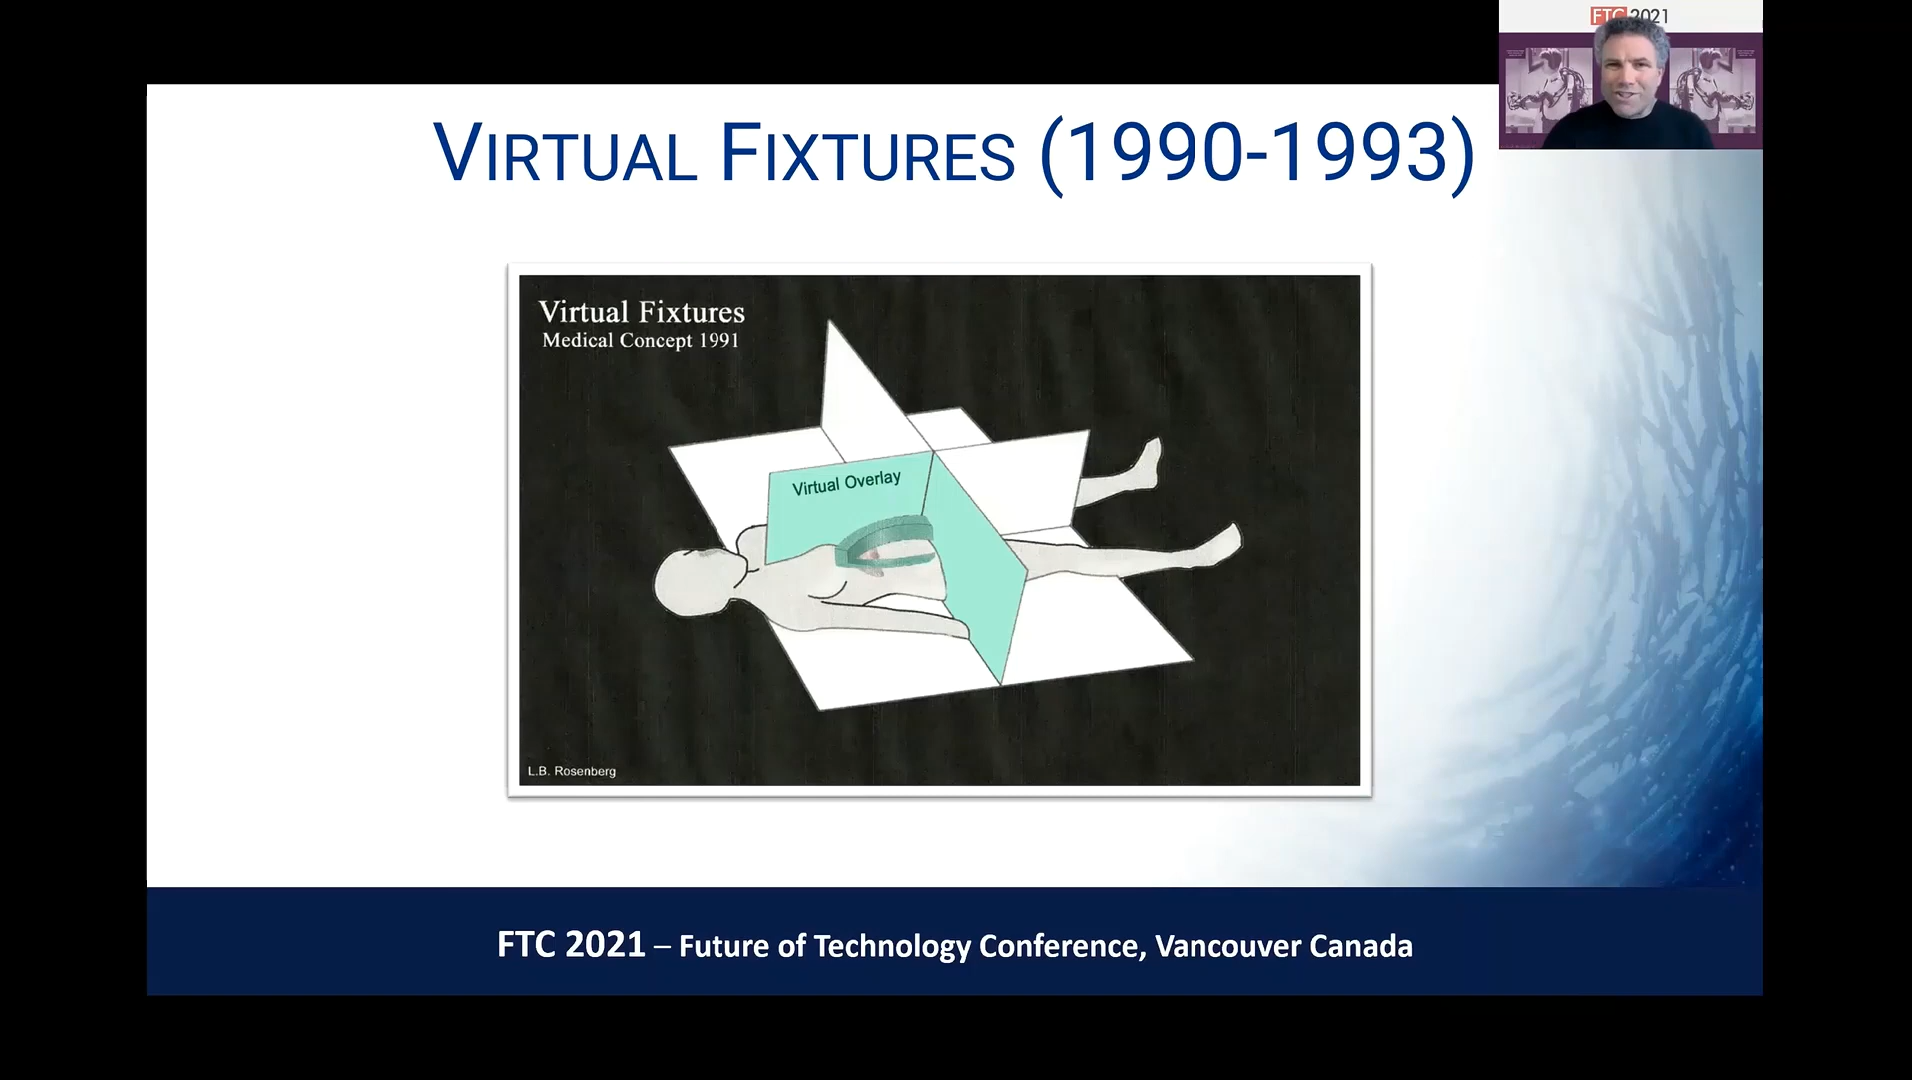 FTC 2021
VIRTUAL FIXTURES (1990-1993)
Virtual Fixtures
Medical Concept 1991
Virtual Overlay
L.B. Rosenberg
FTC 2021 – Future of Technology Conference, Vancouver Canada